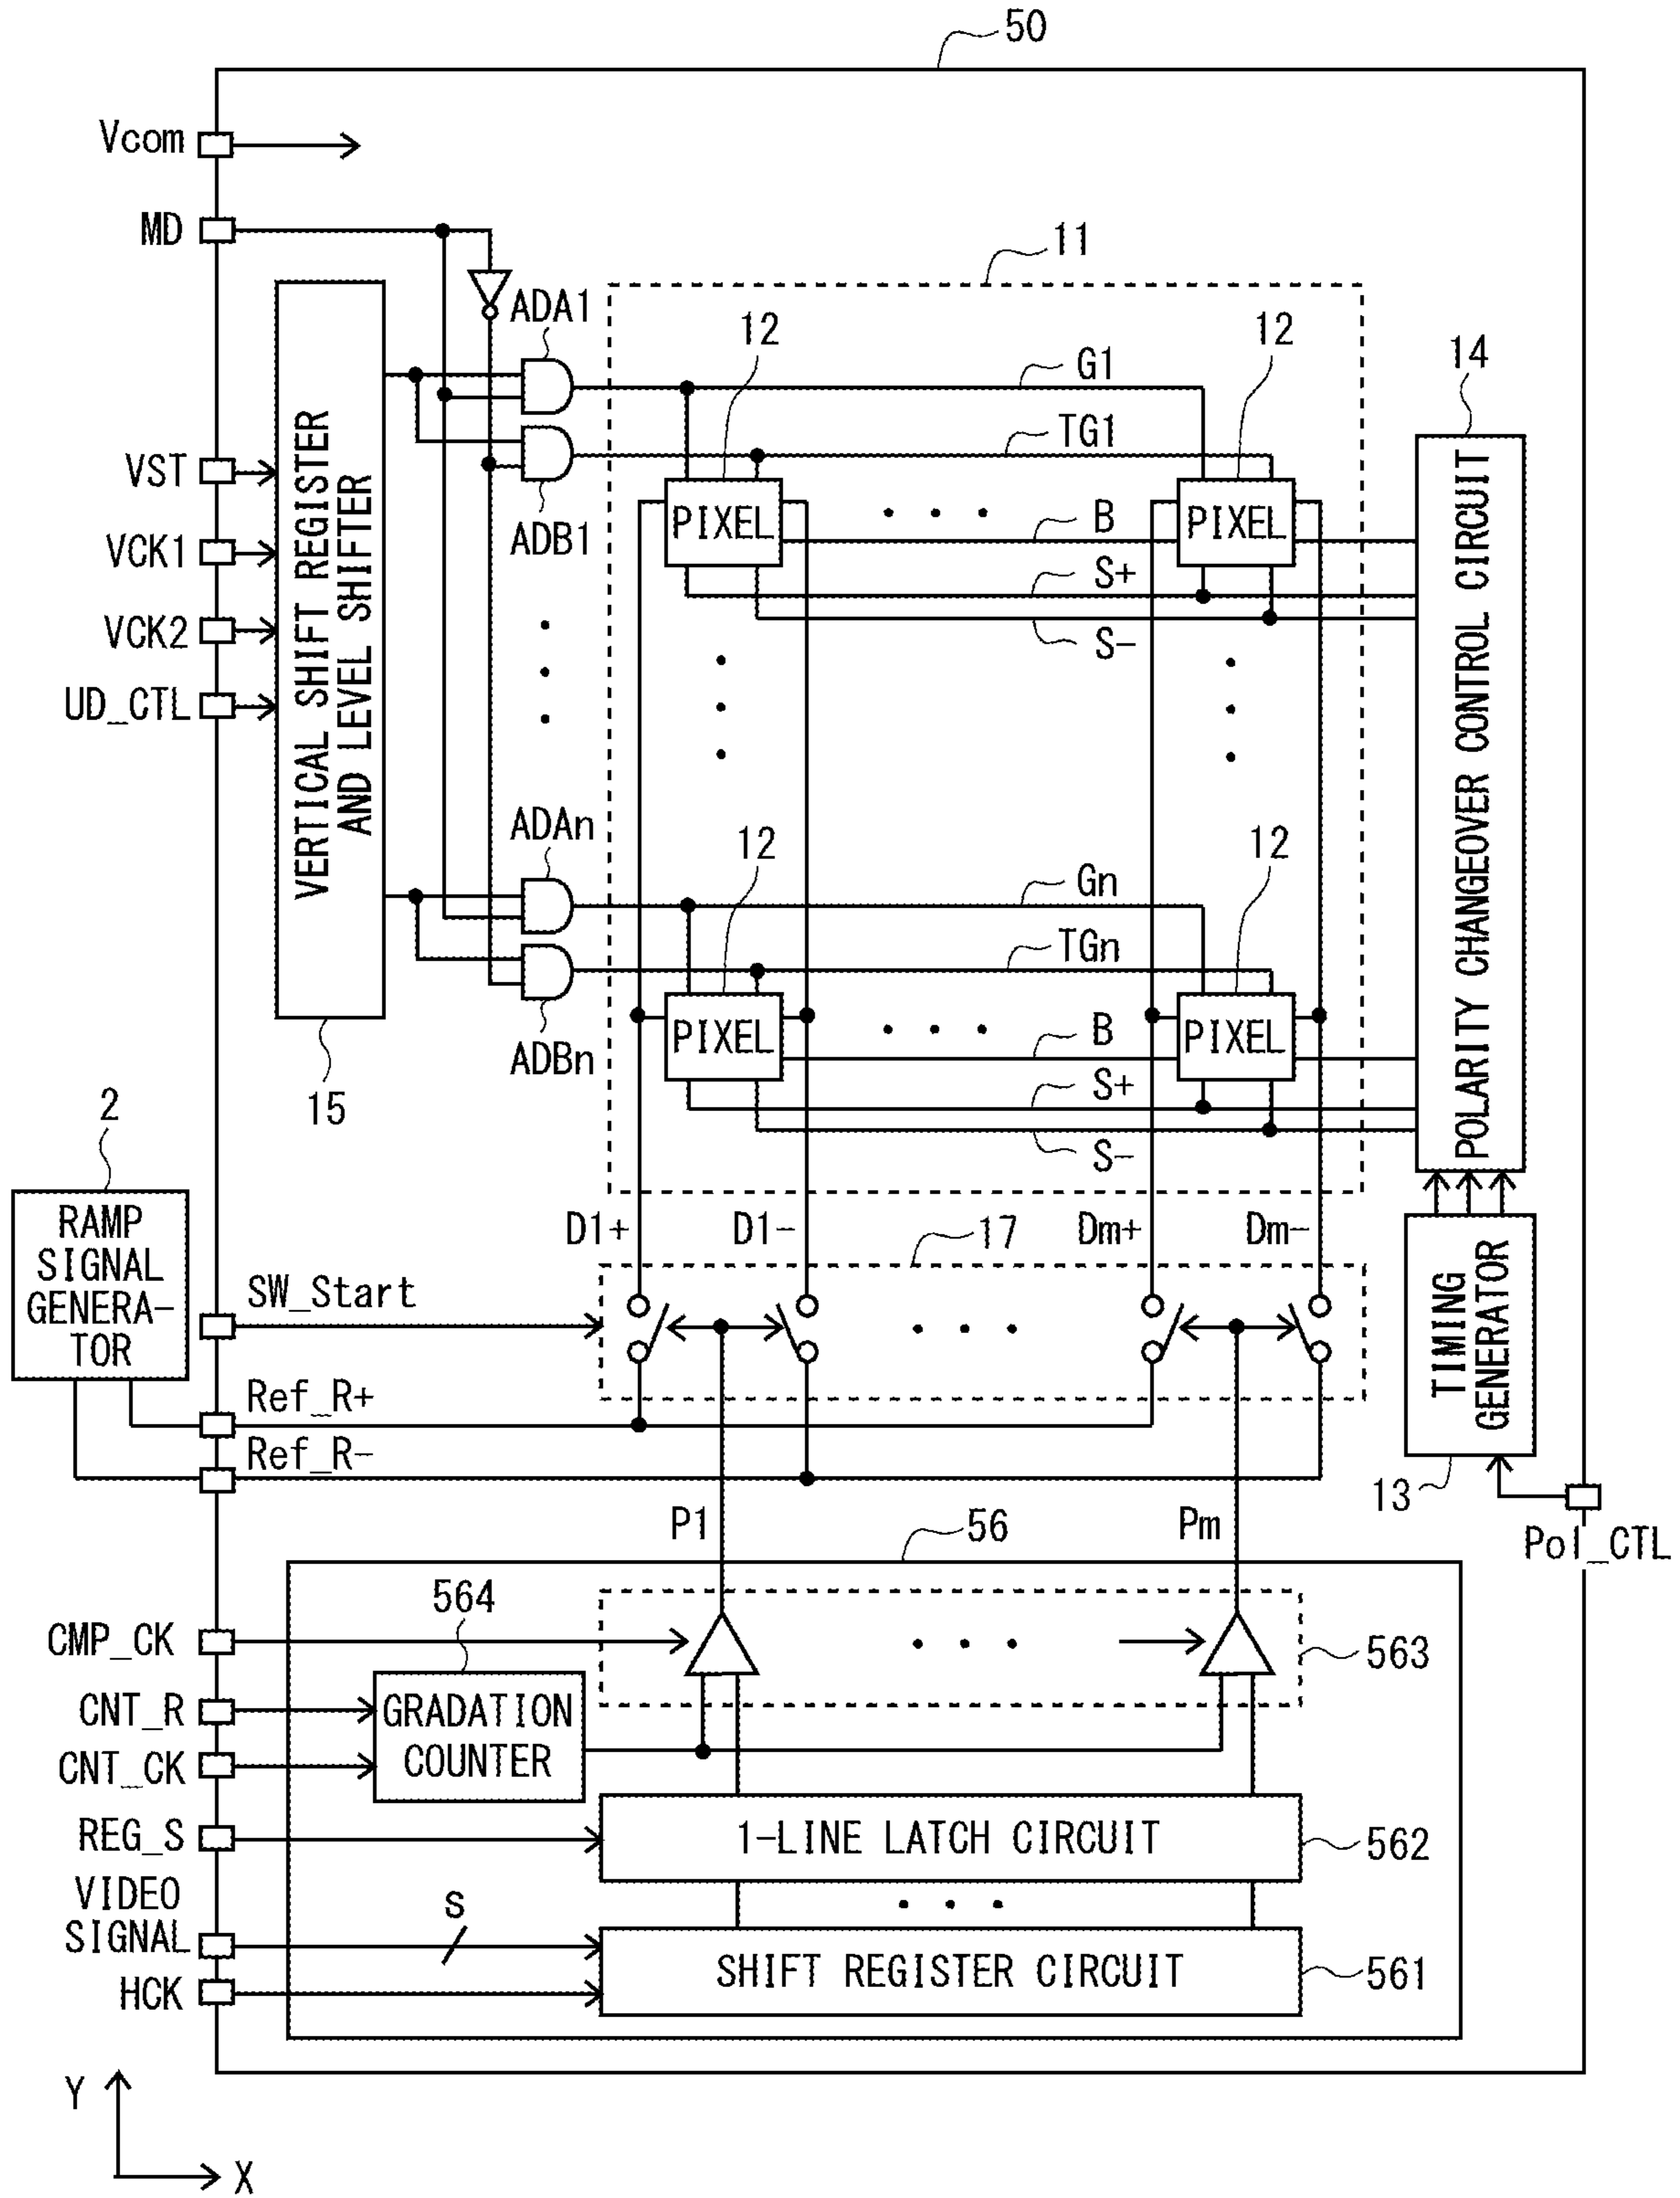 50
Vcom
MD
11
ADA1
12
12
G1
14
TG1
VST
PIXEL
. . .
B
PIXEL
ADB1
VCK1
S+
VCK2
S-
UD_CTL
VERTICAL SHIFT REGISTER
AND LEVEL SHIFTER
POLARITY CHANGEOVER CONTROL CIRCUIT
ADAn
12
12
Gn
TGn
PIXEL
. . .
B
PIXEL
ADBn
S+
S-
15
2
RAMP
SIGNAL
GENERA-
TOR
D1+
D1-
Dm+
Dm-
17
SW_Start
. . .
TIMING
GENERATOR
Ref_R+
Ref_R-
13
P1
Pm
56
Pol_CTL
564
CMP_CK
. . .
563
CNT_R
GRADATION
COUNTER
CNT_CK
REG_S
1-LINE LATCH CIRCUIT
562
VIDEO
SIGNAL
S
. . .
SHIFT REGISTER CIRCUIT
561
HCK
Y
X